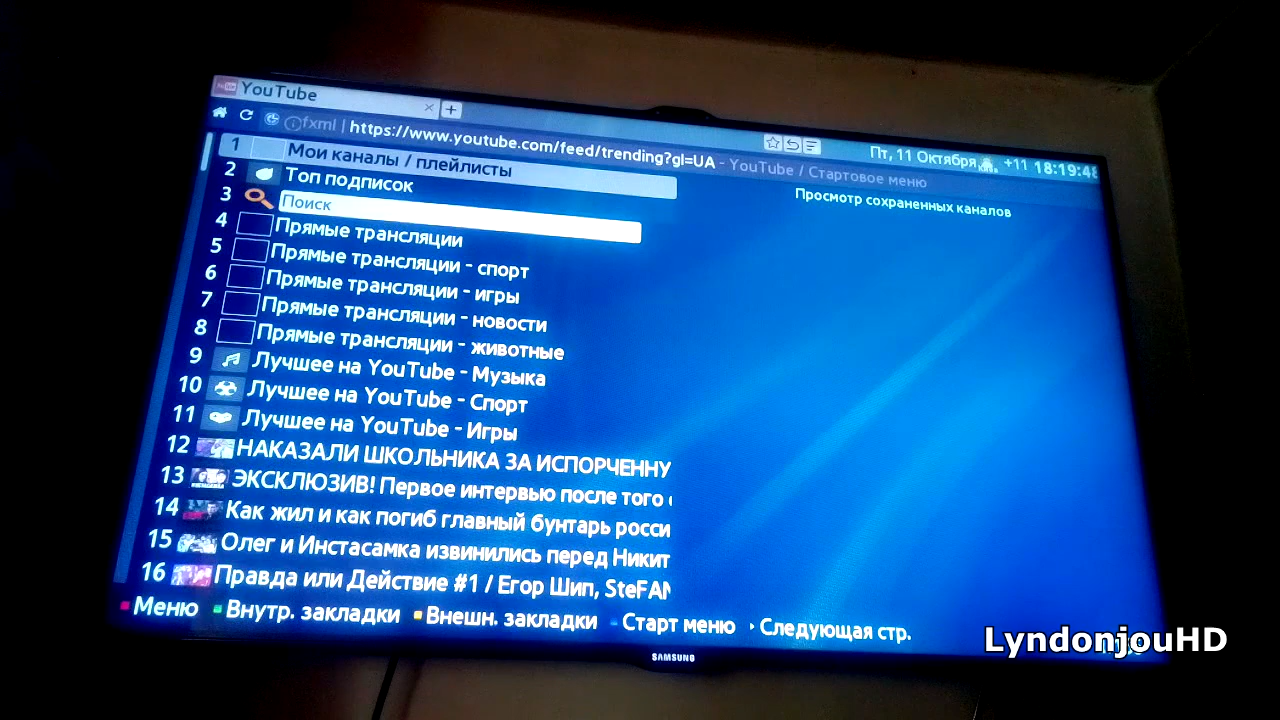 YouTube
fxml | https://www.youtube.com/feed/trending?gl=UA - YouTube / Стартовое меню
Пт, 11 Октября, +11 18:19:48
Просмотр сохраненных каналов
1 Мои каналы / плейлисты
2 Топ подписок
3 Поиск
4 Прямые трансляции
5 Прямые трансляции - спорт
6 Прямые трансляции - игры
7 Прямые трансляции - новости
8 Прямые трансляции - животные
9 Лучшее на YouTube - Музыка
10 Лучшее на YouTube - Спорт
11 Лучшее на YouTube - Игры
12 НАКАЗАЛИ ШКОЛЬНИКА ЗА ИСПОРЧЕННУ
13 ЭКСКЛЮЗИВ! Первое интервью после того
14 Как жил и как погиб главный бунтарь росси
15 Олег и Инстасамка извинились перед Никит
16 Правда или Действие #1 / Егор Шип, SteFAN
Меню Внутр. закладки Внешн. закладки Старт меню Следующая стр.
LyndonjouHD
SAMSUNG